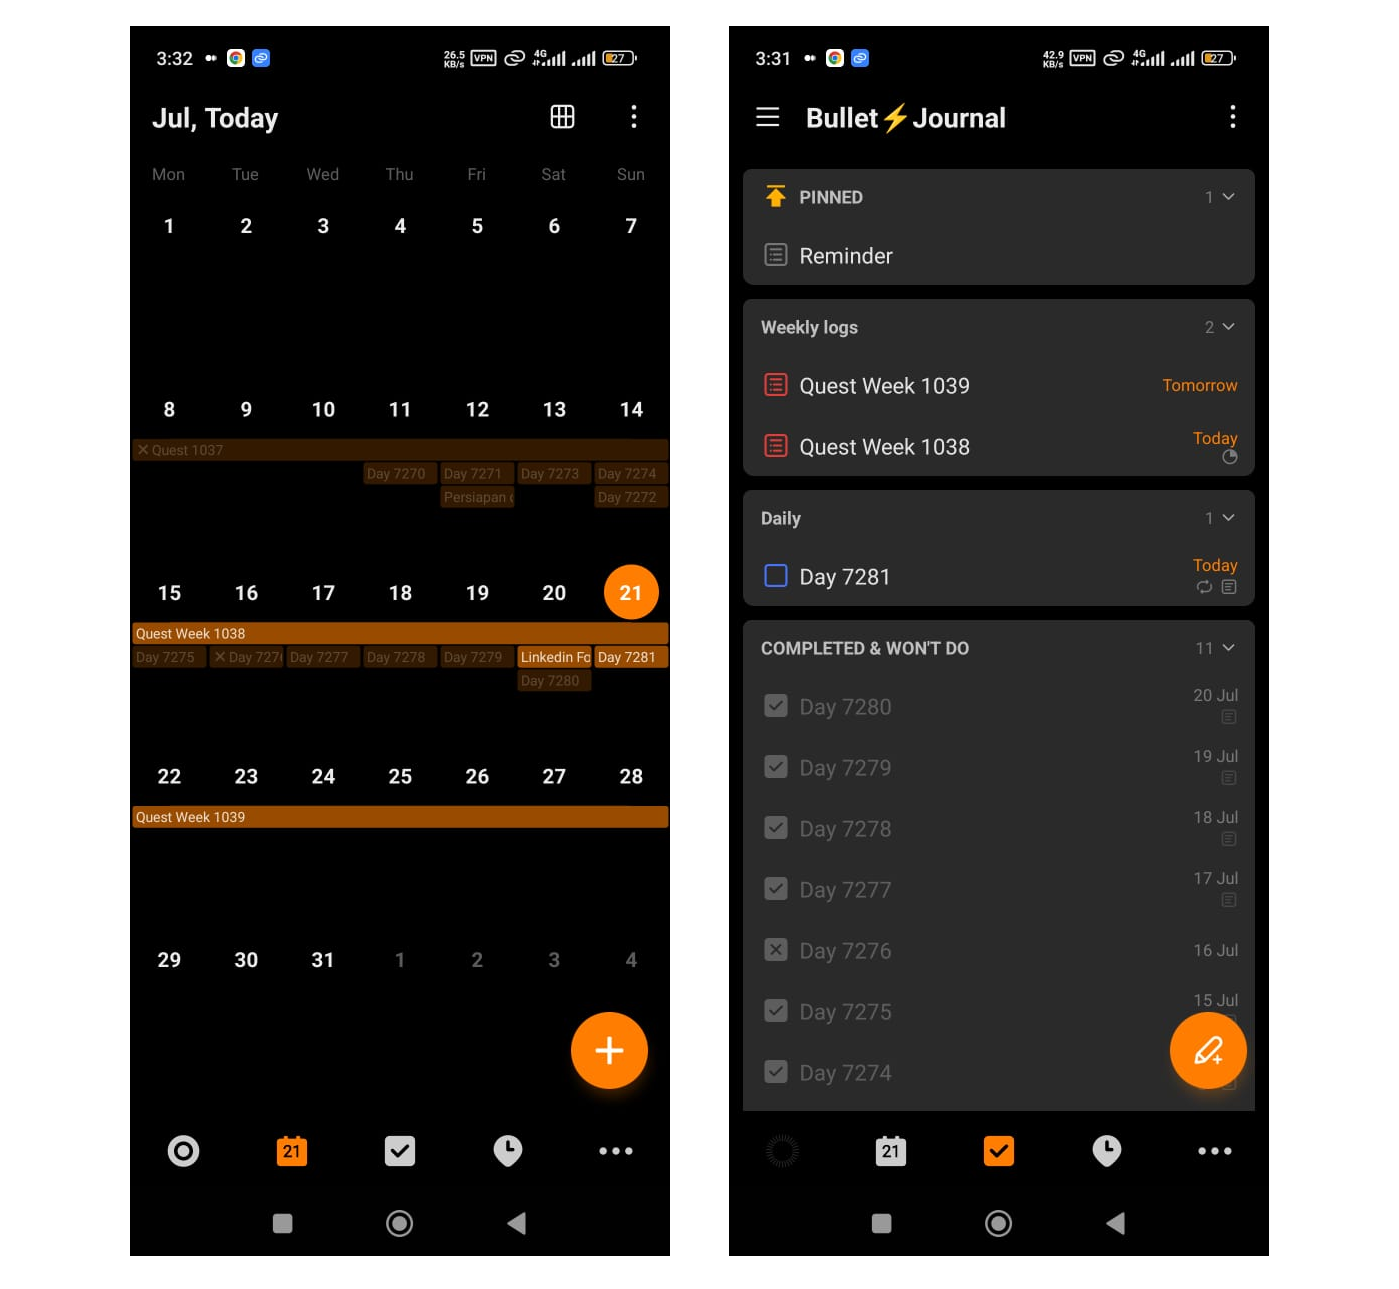 3:32
26.5 KB/s VPN 4G 27
Jul, Today
Mon Tue Wed Thu Fri Sat Sun
1 2 3 4 5 6 7
8 9 10 11 12 13 14
Quest 1037
Day 7270 Day 7271 Day 7273 Day 7274
Persiapan Day 7272
15 16 17 18 19 20 21
Quest Week 1038
Day 7275 Day 727 Day 7277 Day 7278 Day 7279 Linkedin Fo Day 7281
Day 7280
22 23 24 25 26 27 28
Quest Week 1039
29 30 31 1 2 3 4
21
3:31
42.9 KB/s VPN 4G 27
Bullet⚡Journal
PINNED 1
Reminder
Weekly logs 2
Quest Week 1039 Tomorrow
Quest Week 1038 Today
Daily 1
Day 7281 Today
COMPLETED & WON'T DO 11
Day 7280 20 Jul
Day 7279 19 Jul
Day 7278 18 Jul
Day 7277 17 Jul
Day 7276 16 Jul
Day 7275 15 Jul
Day 7274
21